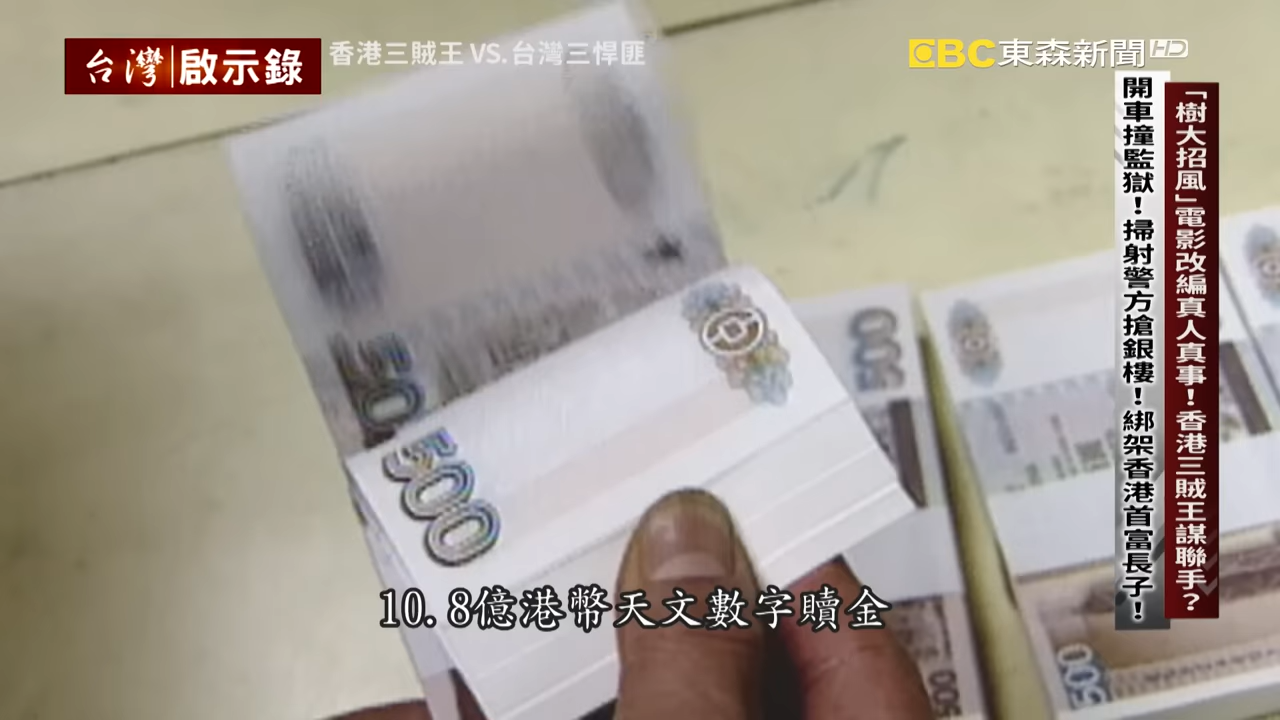 台灣|啟示錄
香港三賊王 VS. 台灣三悍匪
EBC東森新聞HD
「樹大招風」電影改編真人真事！香港三賊王謀聯手？
開車撞監獄！掃射警方搶銀樓！綁架香港首富長子！
50
500
500
500
500
10.8億港幣天文數字贖金